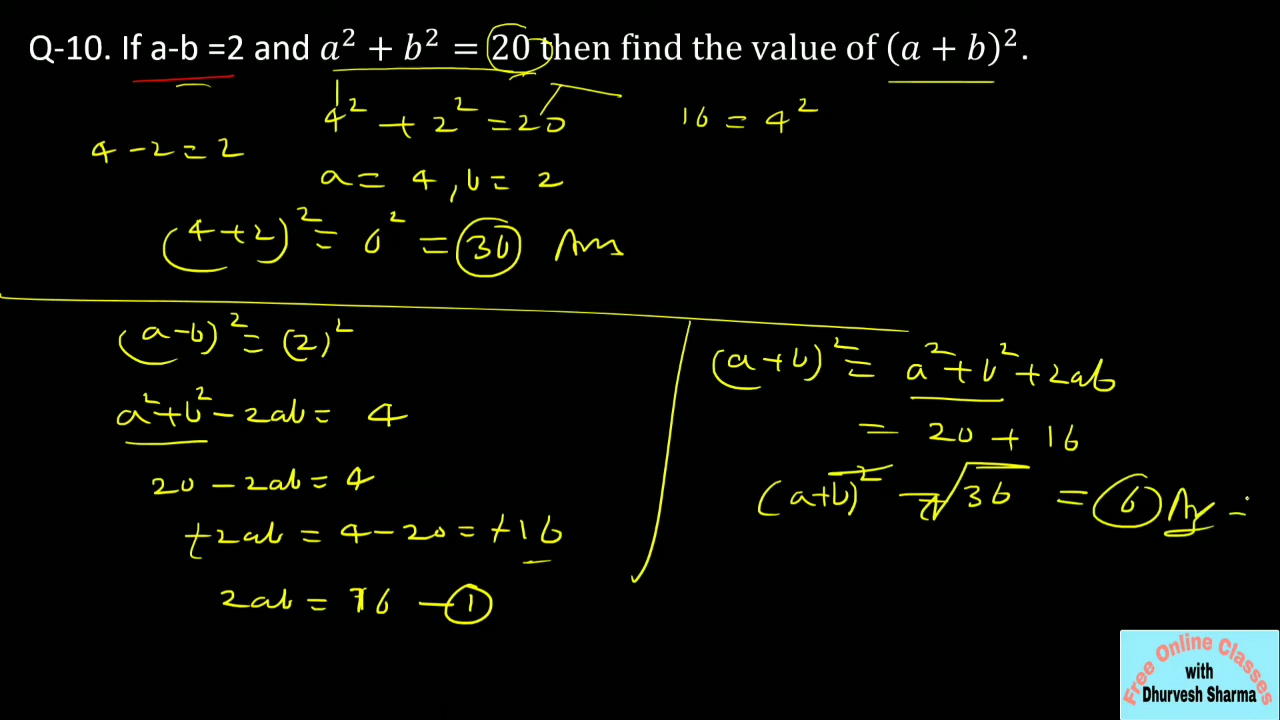 Q-10. If a-b =2 and a² + b² = 20 then find the value of (a + b)².
4² + 2² = 20
16 = 4²
4 - 2 = 2
a = 4, b = 2
(4+2)² = 6² = 36 Ans
(a-b)² = (2)²
a²+b² - 2ab = 4
20 - 2ab = 4
+2ab = 4 - 20 = +16
2ab = 16 - 1
(a+b)² = a²+b²+2ab
= 20 + 16
(a+b)² = √36 = 6 Ans =
Free Online Classes
with
Dhurvesh Sharma